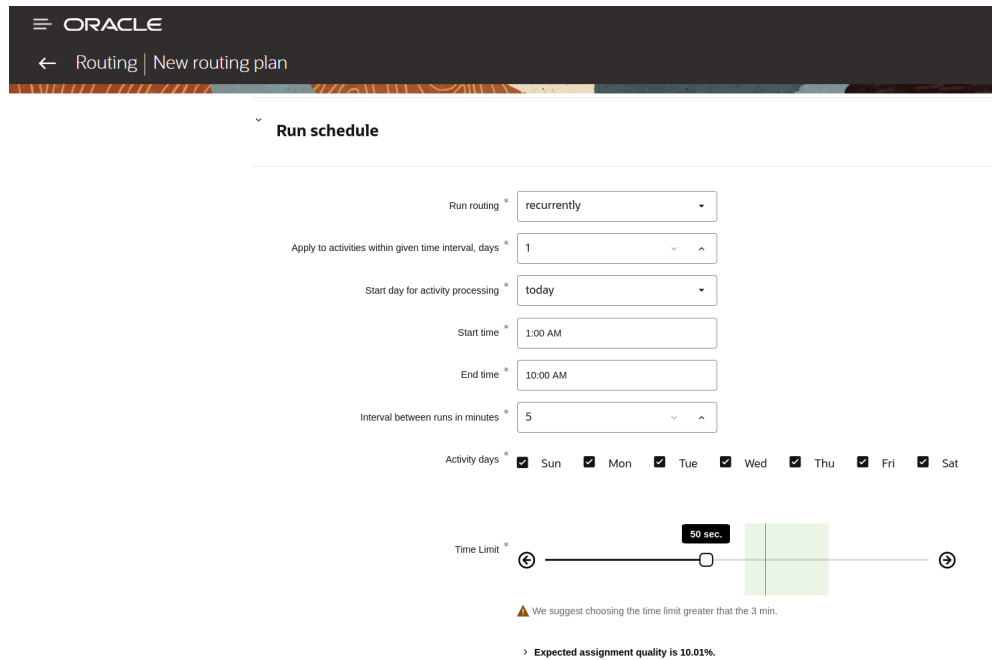 ORACLE
Routing | New routing plan
Run schedule
Run routing * recurrently
Apply to activities within given time interval, days * 1
Start day for activity processing * today
Start time * 1:00 AM
End time * 10:00 AM
Interval between runs in minutes * 5
Activity days * Sun Mon Tue Wed Thu Fri Sat
50 sec.
Time Limit *
We suggest choosing the time limit greater that the 3 min.
Expected assignment quality is 10.01%.